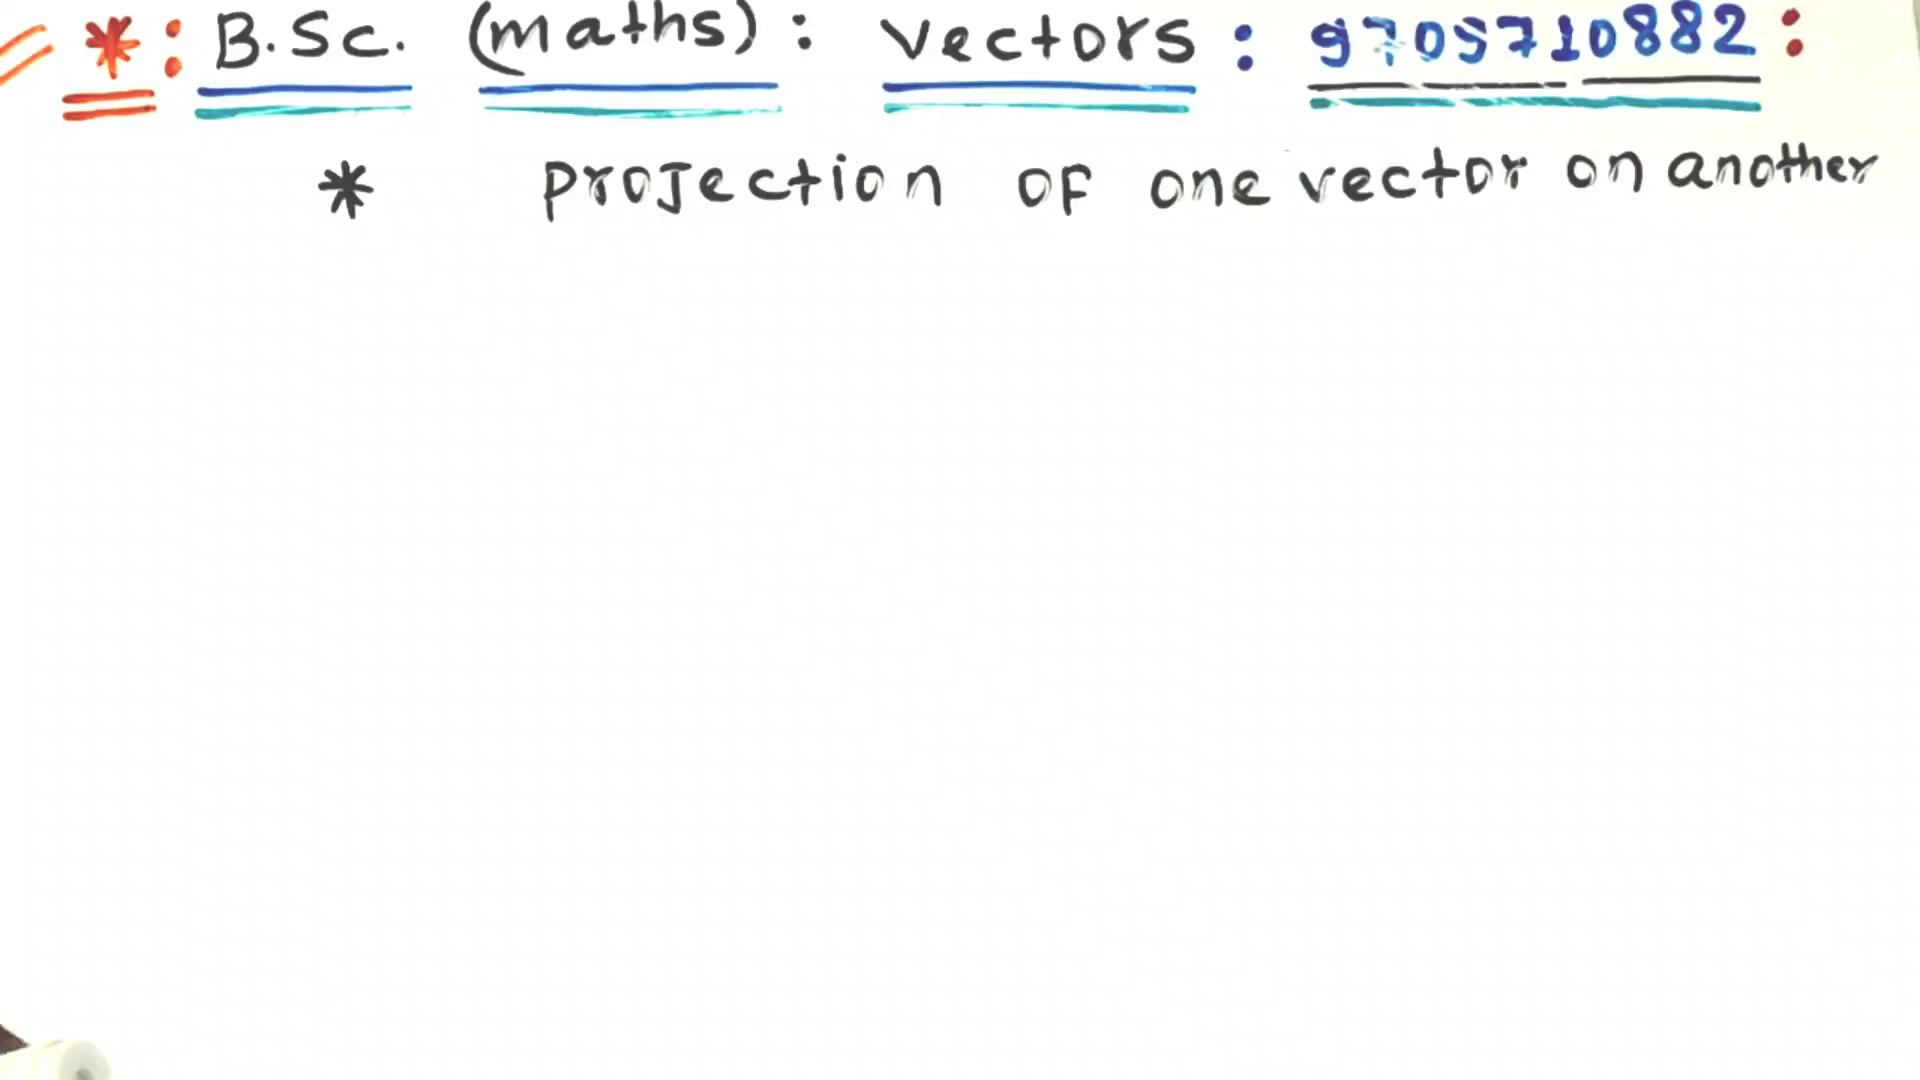 *: B.Sc. (maths): Vectors: 9705710882:
* Projection of one vector on another